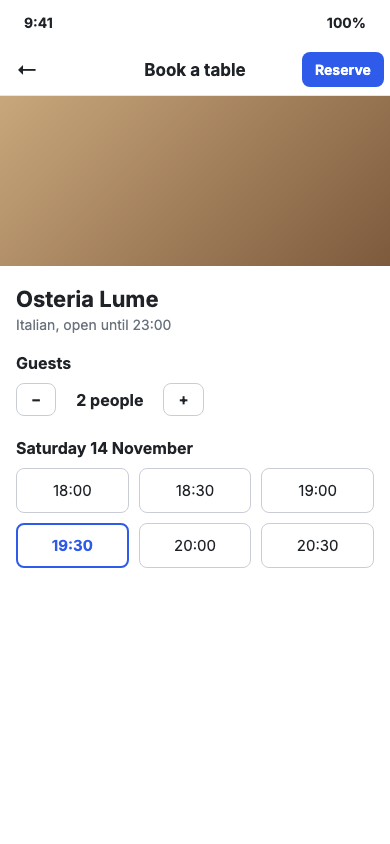 9:41 100%
← Book a table Reserve
Osteria Lume
Italian, open until 23:00
Guests
− 2 people +
Saturday 14 November
18:00 18:30 19:00
19:30 20:00 20:30